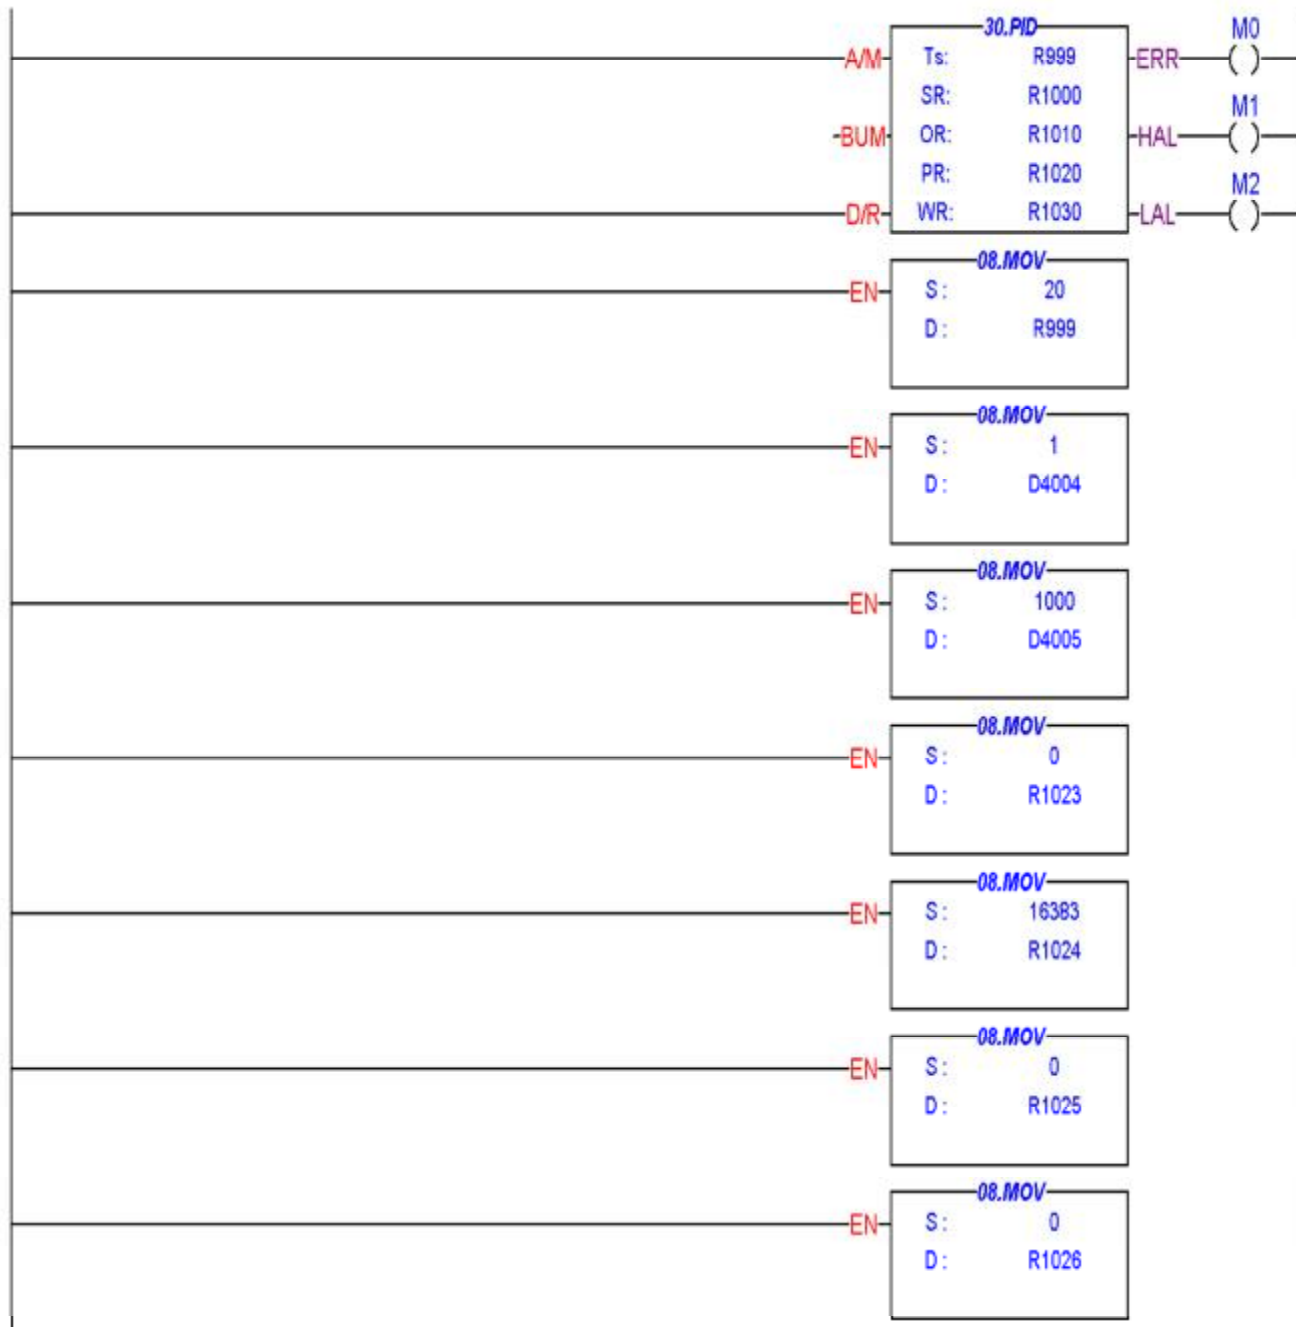 30.PID
M0
A/M Ts: R999 ERR ( )
SR: R1000
M1
BUM OR: R1010 HAL ( )
PR: R1020
M2
D/R WR: R1030 LAL ( )
08.MOV
EN S: 20
D: R999
08.MOV
EN S: 1
D: D4004
08.MOV
EN S: 1000
D: D4005
08.MOV
EN S: 0
D: R1023
08.MOV
EN S: 16383
D: R1024
08.MOV
EN S: 0
D: R1025
08.MOV
EN S: 0
D: R1026